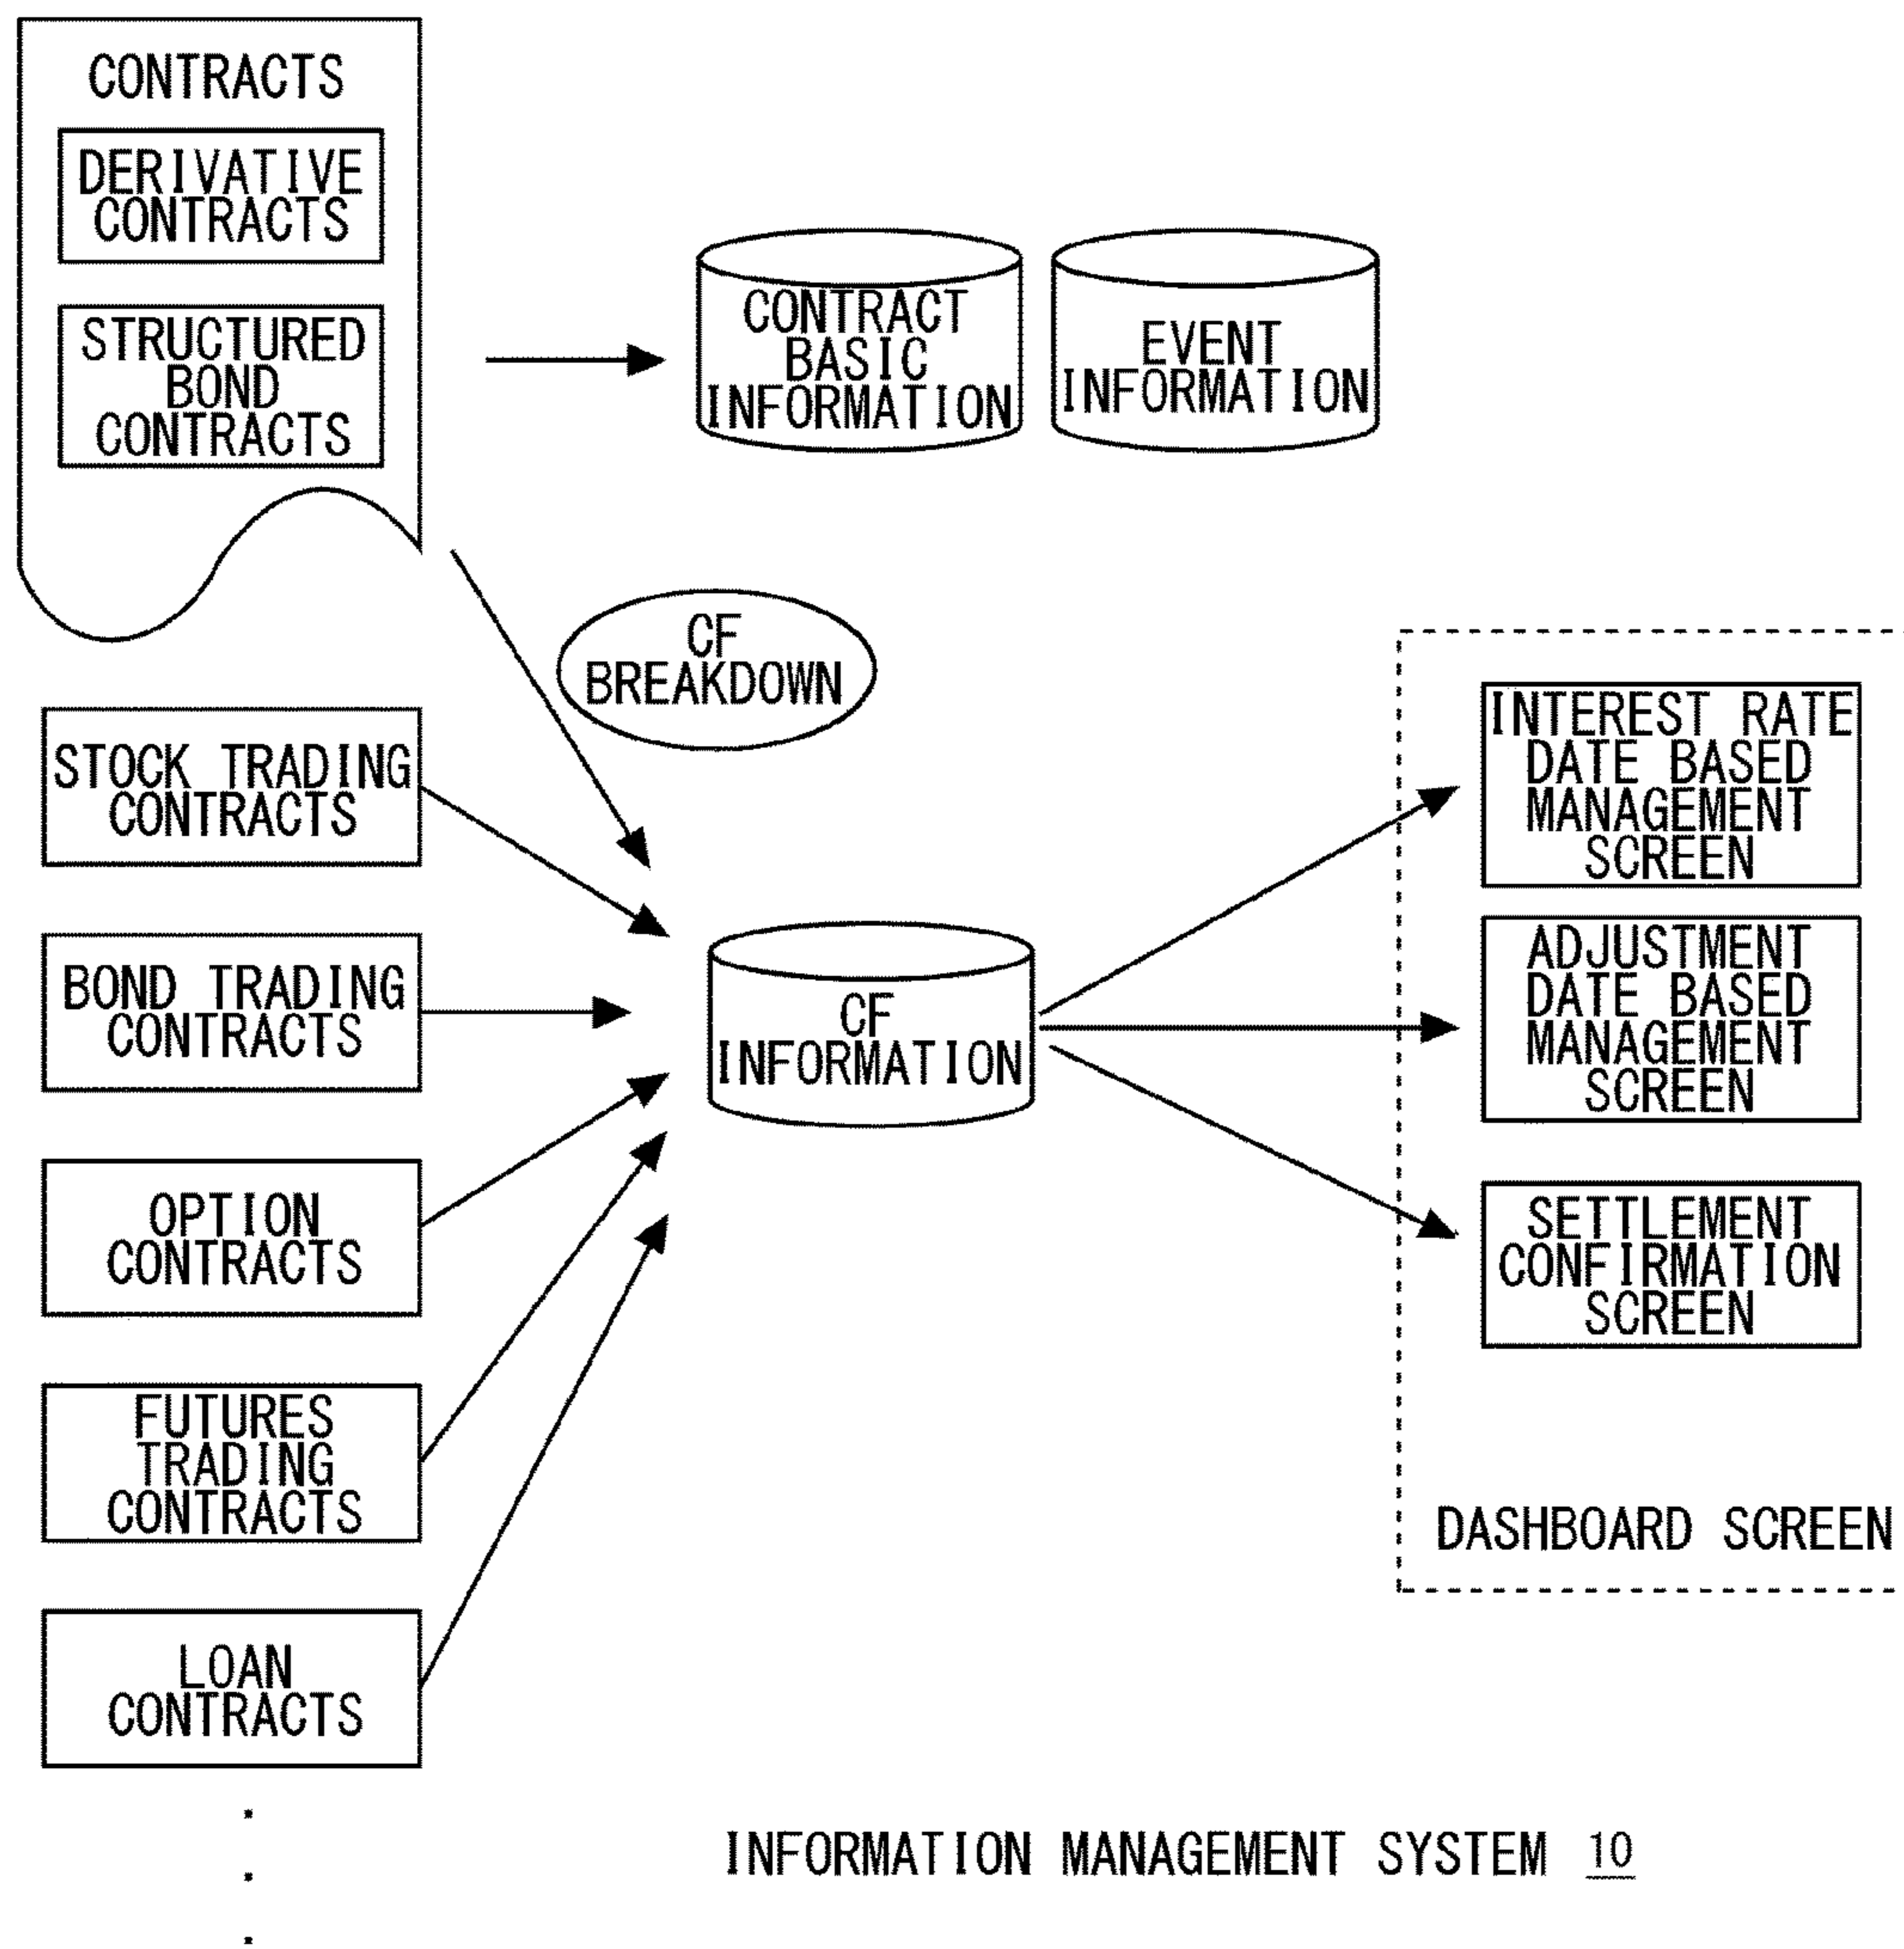 CONTRACTS
DERIVATIVE
CONTRACTS
STRUCTURED
BOND
CONTRACTS
CONTRACT
BASIC
INFORMATION
EVENT
INFORMATION
CF
BREAKDOWN
STOCK TRADING
CONTRACTS
BOND TRADING
CONTRACTS
OPTION
CONTRACTS
FUTURES
TRADING
CONTRACTS
LOAN
CONTRACTS
CF
INFORMATION
INTEREST RATE
DATE BASED
MANAGEMENT
SCREEN
ADJUSTMENT
DATE BASED
MANAGEMENT
SCREEN
SETTLEMENT
CONFIRMATION
SCREEN
DASHBOARD SCREEN
INFORMATION MANAGEMENT SYSTEM 10